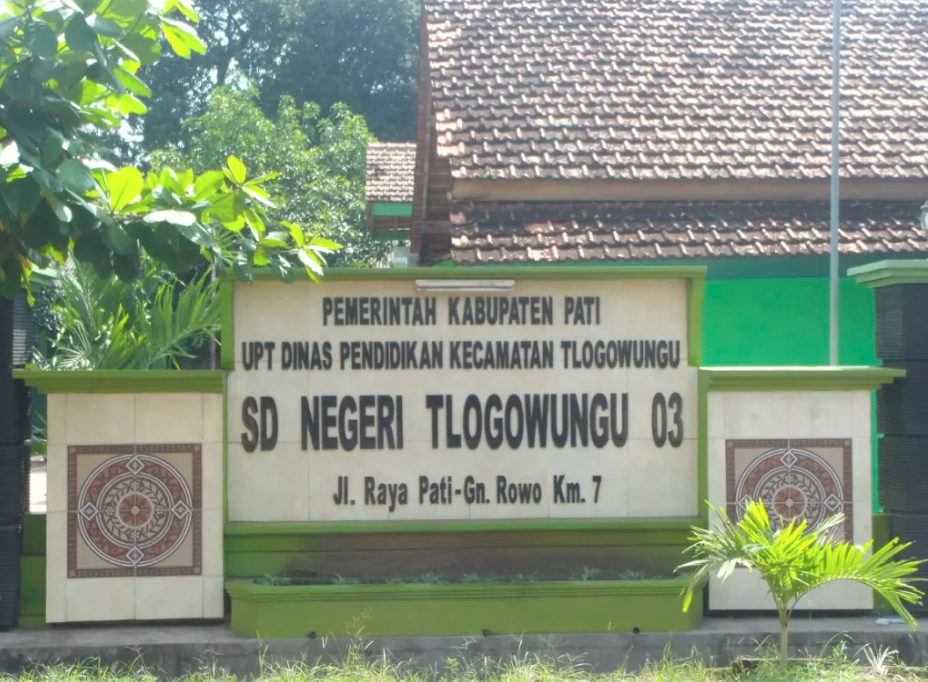 PEMERINTAH KABUPATEN PATI
UPT DINAS PENDIDIKAN KECAMATAN TLOGOWUNGU
SD NEGERI TLOGOWUNGU 03
Jl. Raya Pati-Gn. Rowo Km. 7